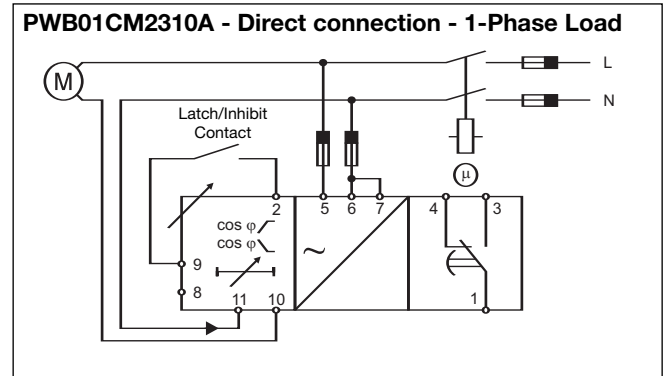 PWB01CM2310A - Direct connection - 1-Phase Load
L
M
N
Latch/Inhibit
Contact
μ
2
5
6
7
4
3
cos φ
cos φ
~
9
8
11
10
1